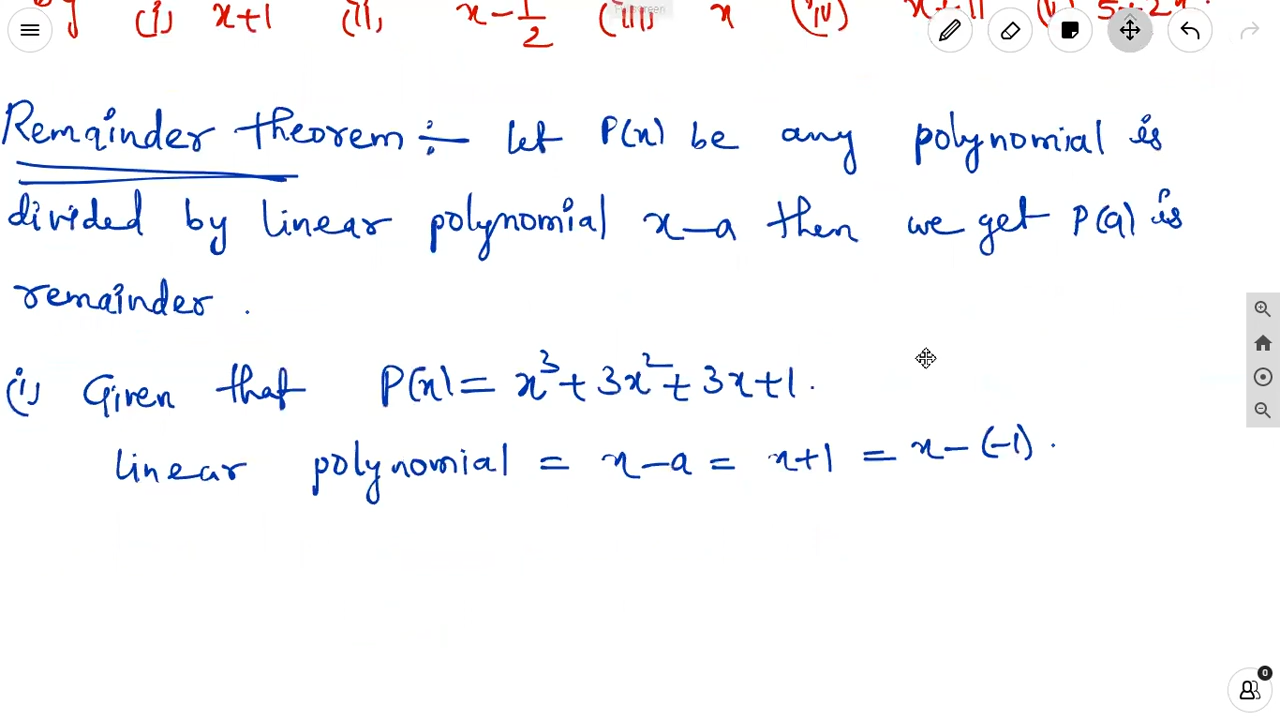 (i) x+1 (ii) x-1/2 (iii) x (iv)
Remainder theorem :- let P(x) be any polynomial is
divided by linear polynomial x-a then we get P(a) is
remainder .
(i) Given that P(x) = x³+3x²+3x+1.
linear polynomial = x-a = x+1 = x-(-1) .
0